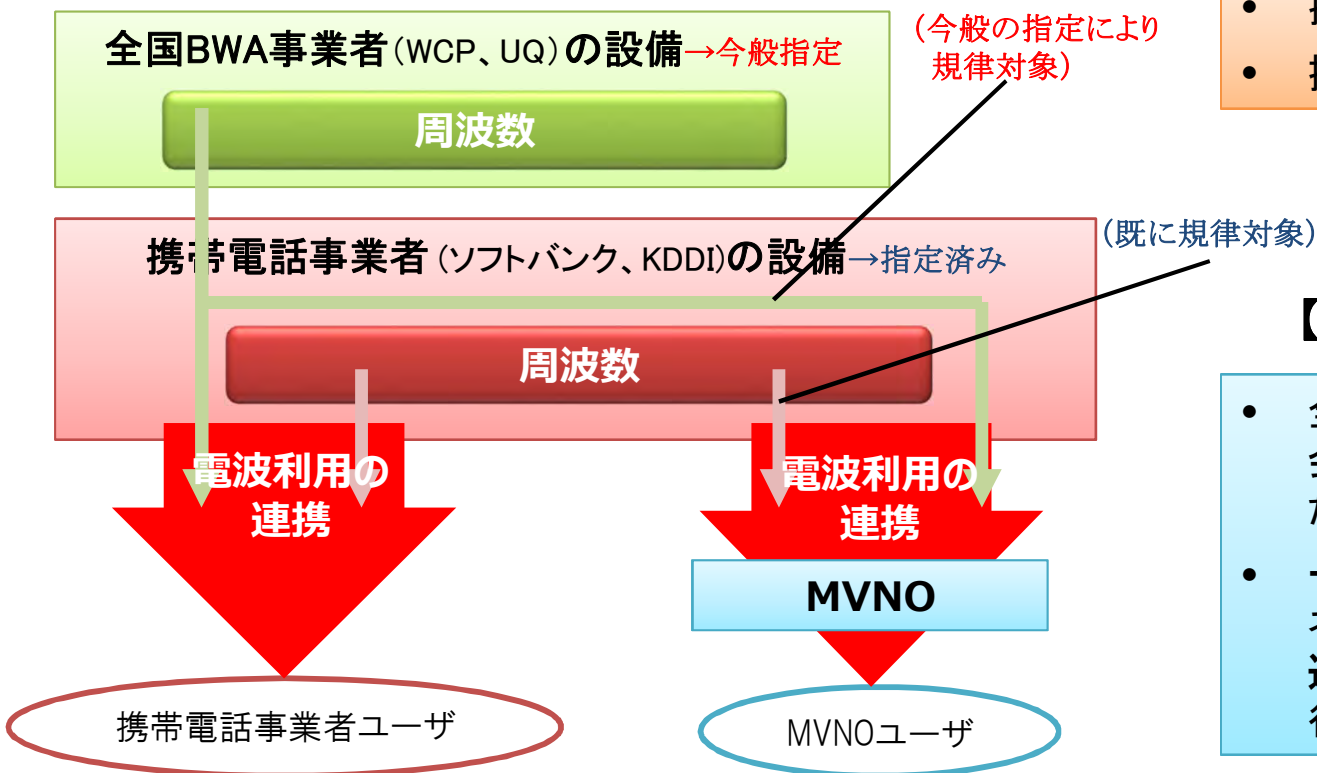 全国BWA事業者(WCP、UQ)の設備→今般指定
(今般の指定により
規律対象)
周波数
携帯電話事業者(ソフトバンク、KDDI)の設備→指定済み
(既に規律対象)
周波数
電波利用の
連携
電波利用の
連携
MVNO
携帯電話事業者ユーザ
MVNOユーザ
【
•
•
•
•